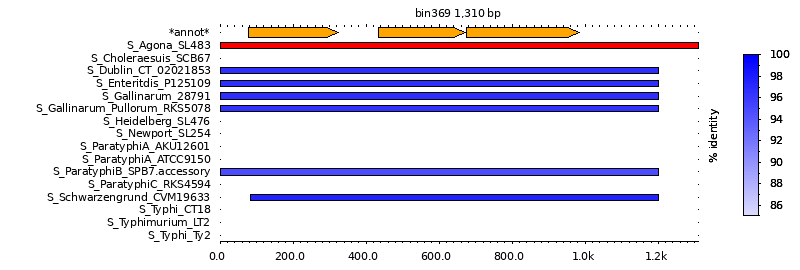 bin369 1,310 bp
*annot*
S_Agona_SL483
S_Choleraesuis_SCB67
S_Dublin_CT_02021853
S_Enteritdis_P125109
S_Gallinarum_28791
S_Gallinarum_Pullorum_RKS5078
S_Heidelberg_SL476
S_Newport_SL254
S_ParatyphiA_AKU12601
S_ParatyphiA_ATCC9150
S_ParatyphiB_SPB7.accessory
S_ParatyphiC_RKS4594
S_Schwarzengrund_CVM19633
S_Typhi_CT18
S_Typhimurium_LT2
S_Typhi_Ty2
0.0 200.0 400.0 600.0 800.0 1.0k 1.2k
% identity
100
98
96
94
92
90
88
86